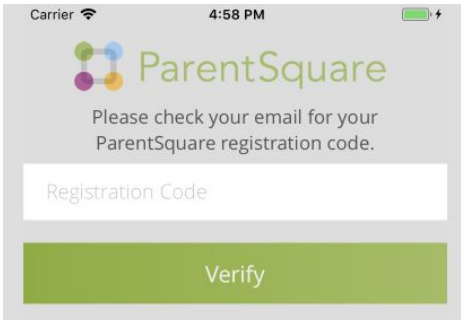 Carrier 4:58 PM
ParentSquare
Please check your email for your
ParentSquare registration code.
Registration Code
Verify